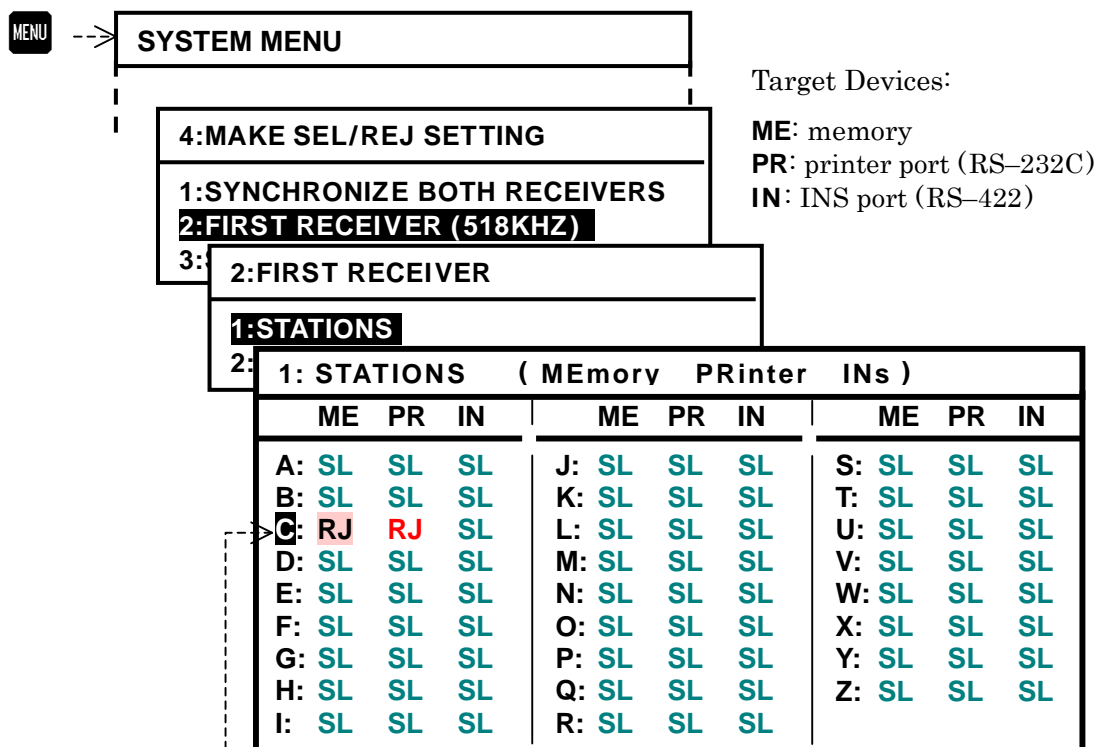 MENU
SYSTEM MENU
Target Devices:
ME: memory
PR: printer port (RS–232C)
IN: INS port (RS–422)
4:MAKE SEL/REJ SETTING
1:SYNCHRONIZE BOTH RECEIVERS
2:FIRST RECEIVER (518KHZ)
3:
2:FIRST RECEIVER
1:STATIONS
2:
1: STATIONS ( MEmory PRinter INs )
ME PR IN ME PR IN ME PR IN
A: SL SL SL J: SL SL SL S: SL SL SL
B: SL SL SL K: SL SL SL T: SL SL SL
C: RJ RJ SL L: SL SL SL U: SL SL SL
D: SL SL SL M: SL SL SL V: SL SL SL
E: SL SL SL N: SL SL SL W: SL SL SL
F: SL SL SL O: SL SL SL X: SL SL SL
G: SL SL SL P: SL SL SL Y: SL SL SL
H: SL SL SL Q: SL SL SL Z: SL SL SL
I: SL SL SL R: SL SL SL